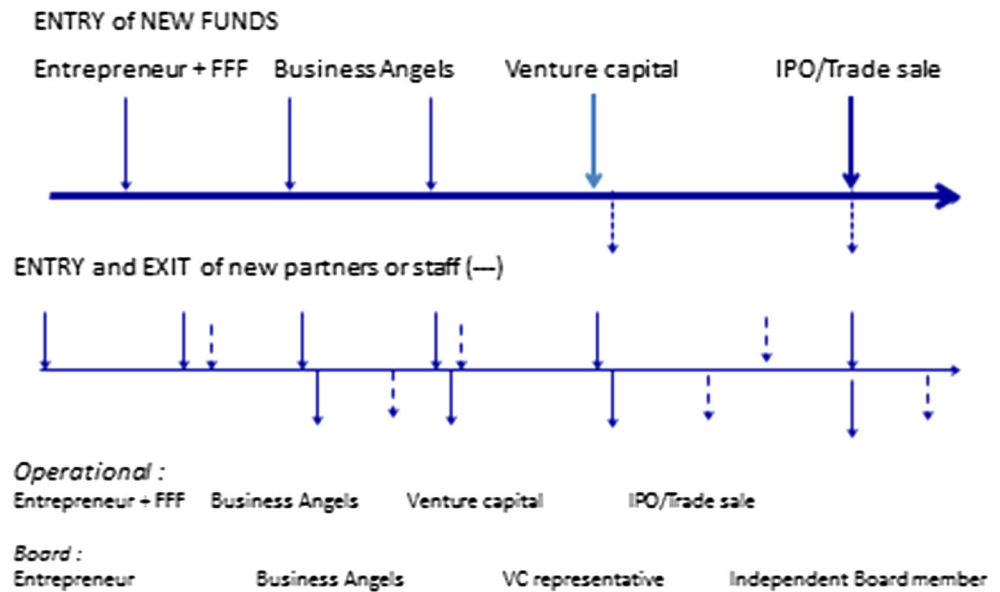 ENTRY of NEW FUNDS
Entrepreneur + FFF Business Angels Venture capital IPO/Trade sale
ENTRY and EXIT of new partners or staff (---)
Operational :
Entrepreneur + FFF Business Angels Venture capital IPO/Trade sale
Board :
Entrepreneur Business Angels VC representative Independent Board member